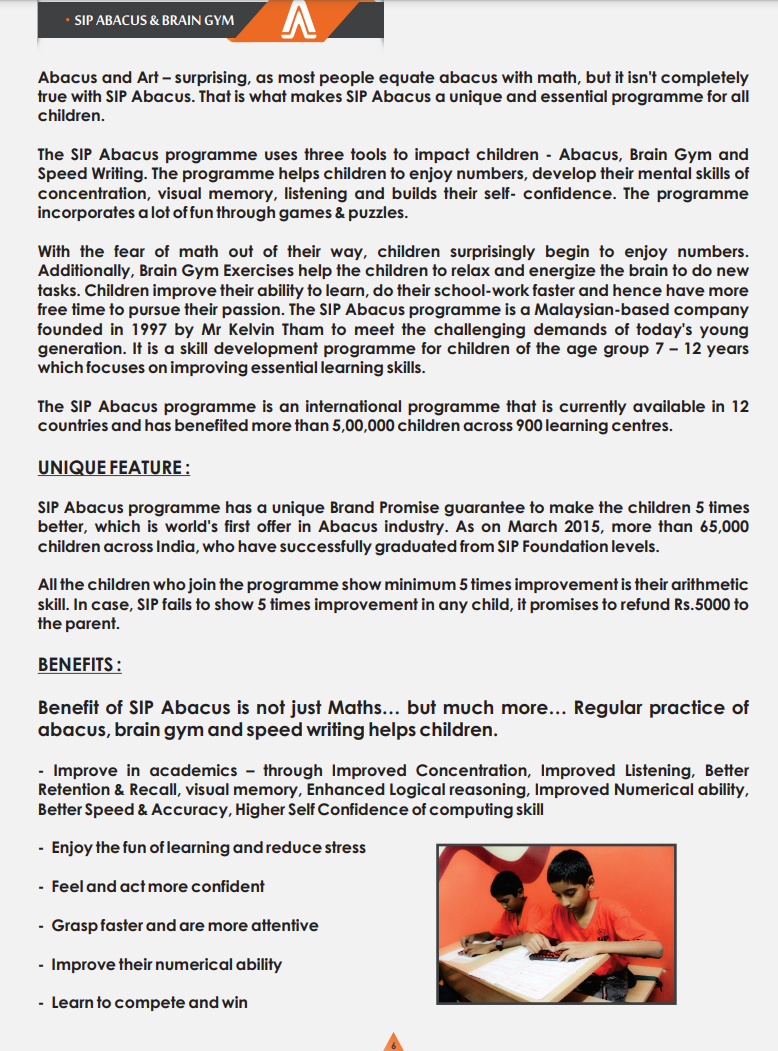 • SIP ABACUS & BRAIN GYM
Abacus and Art – surprising, as most people equate abacus with math, but it isn't completely
true with SIP Abacus. That is what makes SIP Abacus a unique and essential programme for all
children.
The SIP Abacus programme uses three tools to impact children - Abacus, Brain Gym and
Speed Writing. The programme helps children to enjoy numbers, develop their mental skills of
concentration, visual memory, listening and builds their self- confidence. The programme
incorporates a lot of fun through games & puzzles.
With the fear of math out of their way, children surprisingly begin to enjoy numbers.
Additionally, Brain Gym Exercises help the children to relax and energize the brain to do new
tasks. Children improve their ability to learn, do their school-work faster and hence have more
free time to pursue their passion. The SIP Abacus programme is a Malaysian-based company
founded in 1997 by Mr Kelvin Tham to meet the challenging demands of today's young
generation. It is a skill development programme for children of the age group 7 – 12 years
which focuses on improving essential learning skills.
The SIP Abacus programme is an international programme that is currently available in 12
countries and has benefited more than 5,00,000 children across 900 learning centres.
UNIQUE FEATURE :
SIP Abacus programme has a unique Brand Promise guarantee to make the children 5 times
better, which is world's first offer in Abacus industry. As on March 2015, more than 65,000
children across India, who have successfully graduated from SIP Foundation levels.
All the children who join the programme show minimum 5 times improvement is their arithmetic
skill. In case, SIP fails to show 5 times improvement in any child, it promises to refund Rs.5000 to
the parent.
BENEFITS :
Benefit of SIP Abacus is not just Maths... but much more... Regular practice of
abacus, brain gym and speed writing helps children.
- Improve in academics – through Improved Concentration, Improved Listening, Better
Retention & Recall, visual memory, Enhanced Logical reasoning, Improved Numerical ability,
Better Speed & Accuracy, Higher Self Confidence of computing skill
- Enjoy the fun of learning and reduce stress
- Feel and act more confident
- Grasp faster and are more attentive
- Improve their numerical ability
- Learn to compete and win
6